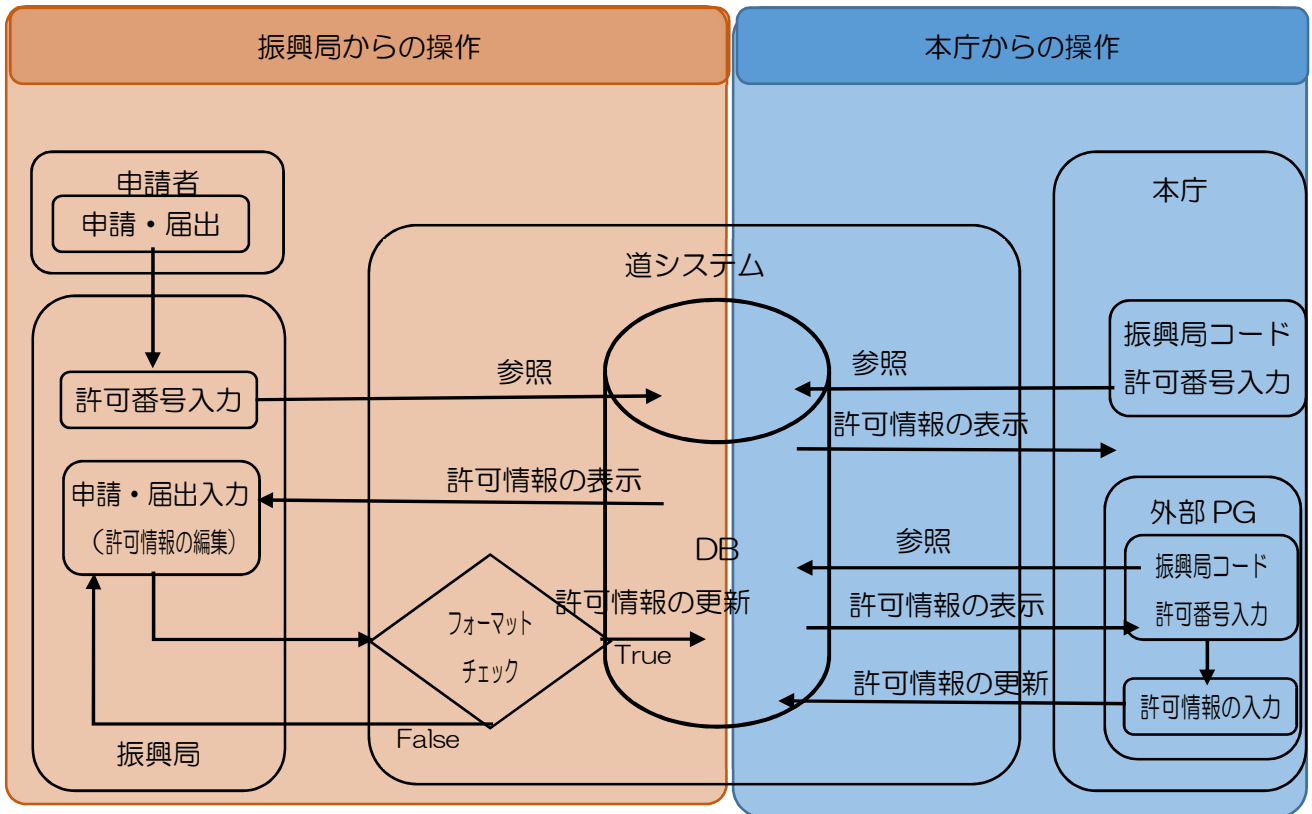 振興局からの操作
本庁からの操作
申請者
申請・届出
本庁
道システム
振興局コード
許可番号入力
参照
参照
許可番号入力
許可情報の表示
許可情報の表示
申請・届出入力
（許可情報の編集）
外部 PG
DB
参照
振興局コード
許可番号入力
許可情報の更新
許可情報の表示
フォーマット
チェック
True
許可情報の更新
許可情報の入力
False
振興局